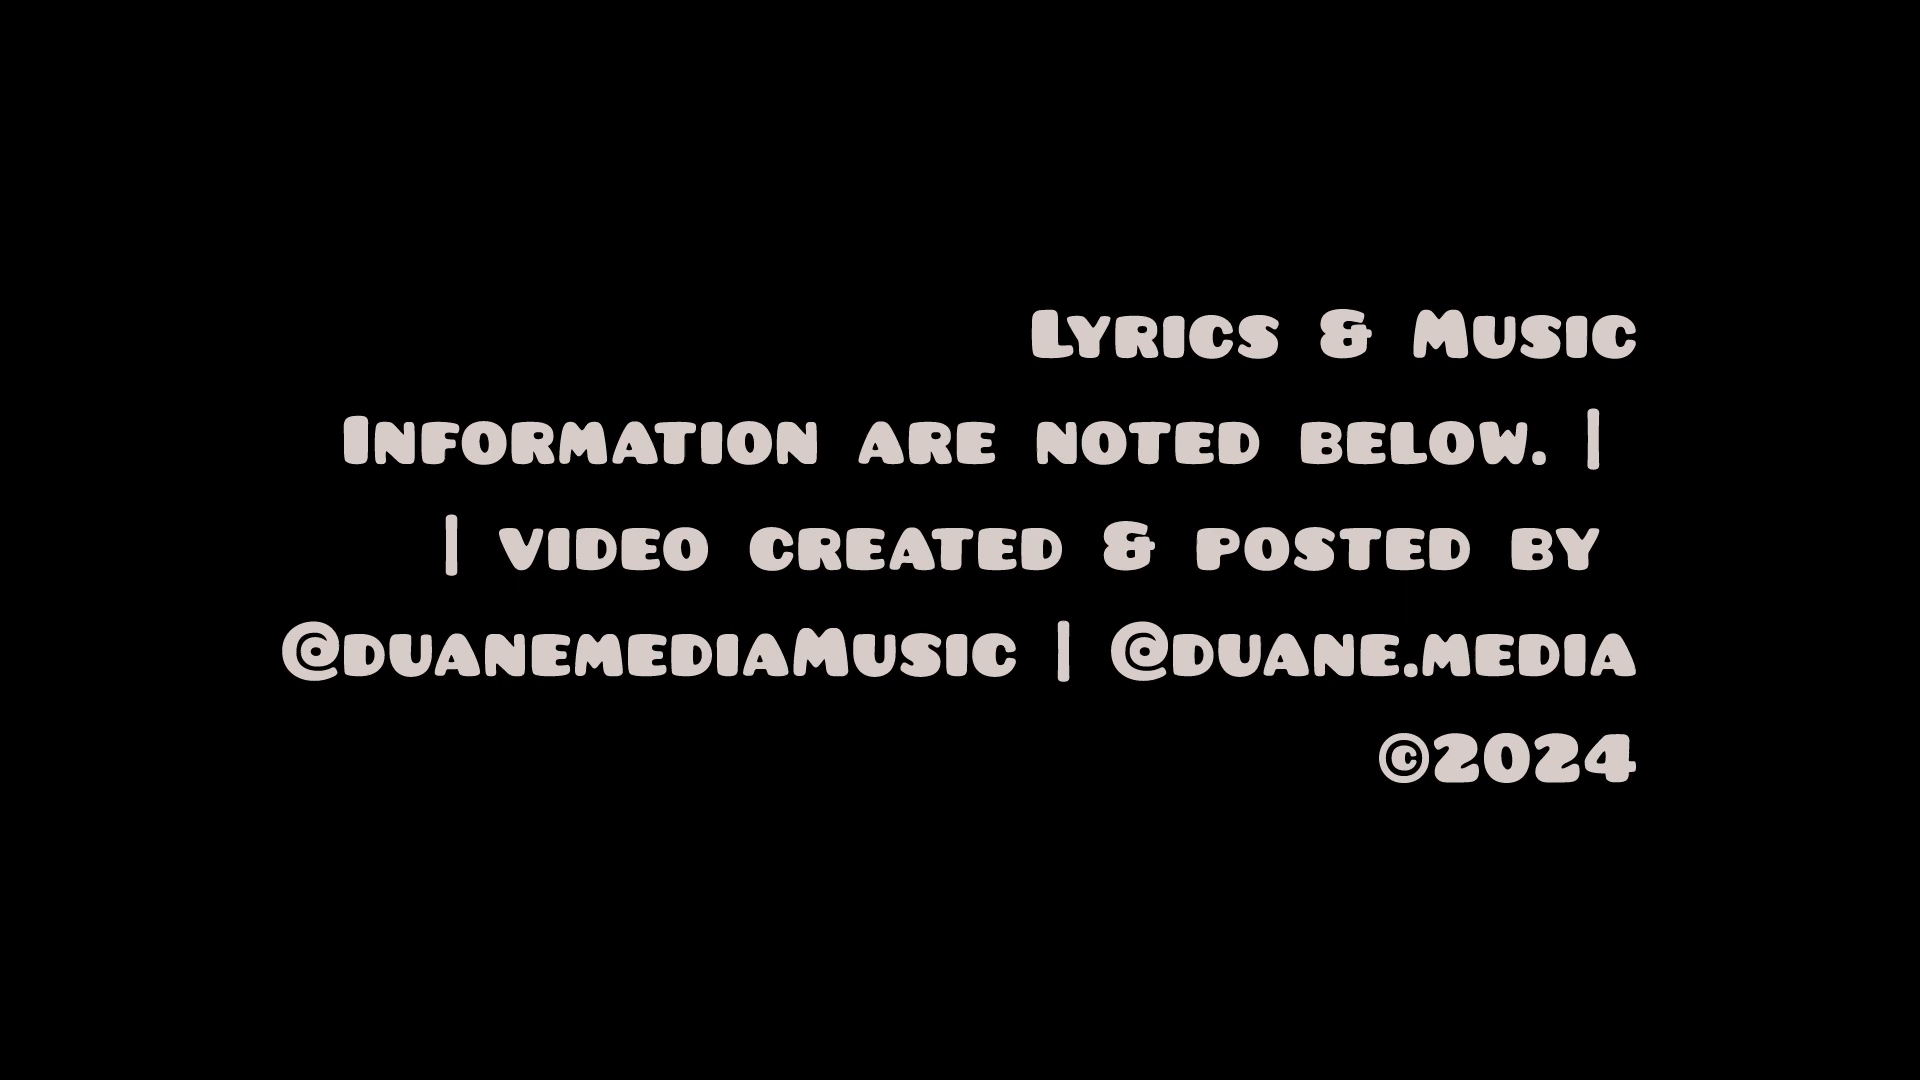 Lyrics & Music
Information are noted below. |
| video created & posted by
@duanemediaMusic | @duane.media
©2024